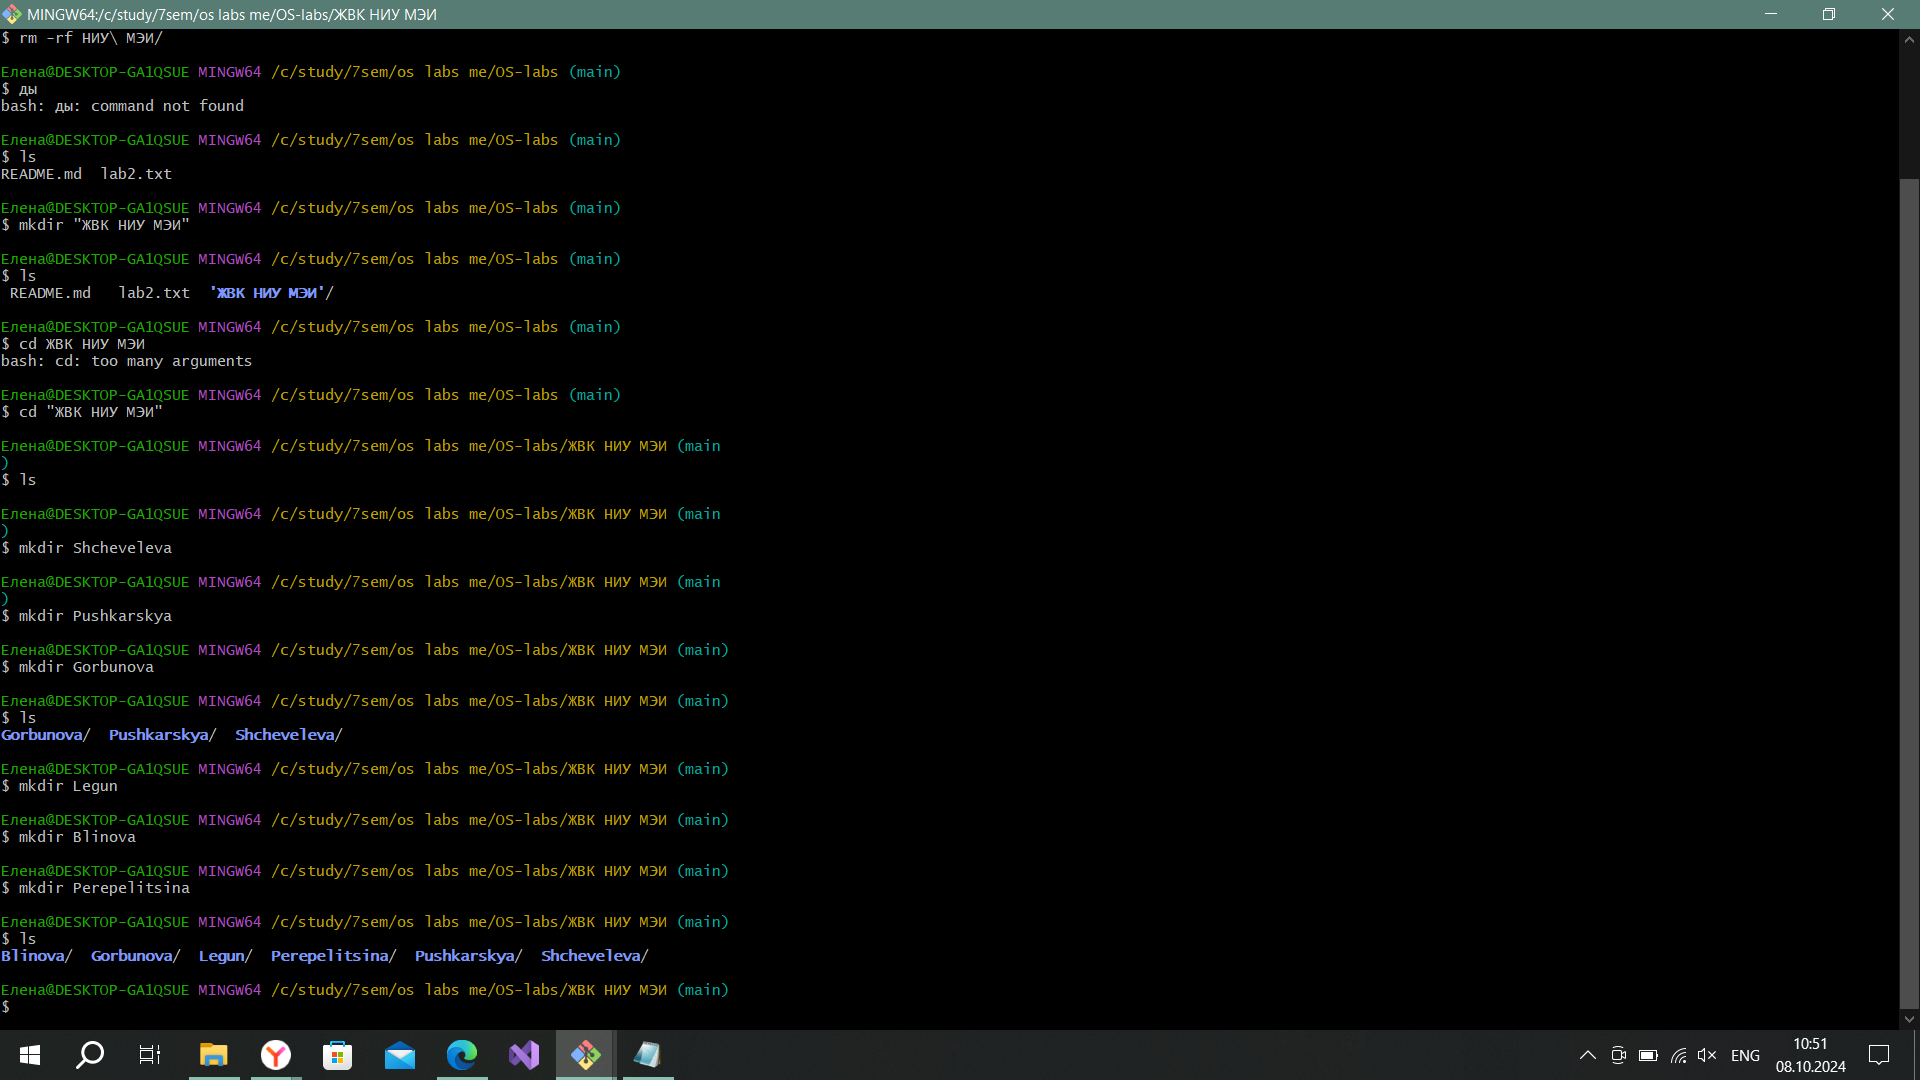 MINGW64:/c/study/7sem/os labs me/OS-labs/ЖВК НИУ МЭИ
$ rm -rf НИУ\ МЭИ/
Елена@DESKTOP-GA1QSUE MINGW64 /c/study/7sem/os labs me/OS-labs (main)
$ ды
bash: ды: command not found
Елена@DESKTOP-GA1QSUE MINGW64 /c/study/7sem/os labs me/OS-labs (main)
$ ls
README.md  lab2.txt
Елена@DESKTOP-GA1QSUE MINGW64 /c/study/7sem/os labs me/OS-labs (main)
$ mkdir "ЖВК НИУ МЭИ"
Елена@DESKTOP-GA1QSUE MINGW64 /c/study/7sem/os labs me/OS-labs (main)
$ ls
README.md   lab2.txt  'ЖВК НИУ МЭИ'/
Елена@DESKTOP-GA1QSUE MINGW64 /c/study/7sem/os labs me/OS-labs (main)
$ cd ЖВК НИУ МЭИ
bash: cd: too many arguments
Елена@DESKTOP-GA1QSUE MINGW64 /c/study/7sem/os labs me/OS-labs (main)
$ cd "ЖВК НИУ МЭИ"
Елена@DESKTOP-GA1QSUE MINGW64 /c/study/7sem/os labs me/OS-labs/ЖВК НИУ МЭИ (main
)
$ ls
Елена@DESKTOP-GA1QSUE MINGW64 /c/study/7sem/os labs me/OS-labs/ЖВК НИУ МЭИ (main
)
$ mkdir Shcheveleva
Елена@DESKTOP-GA1QSUE MINGW64 /c/study/7sem/os labs me/OS-labs/ЖВК НИУ МЭИ (main
)
$ mkdir Pushkarskya
Елена@DESKTOP-GA1QSUE MINGW64 /c/study/7sem/os labs me/OS-labs/ЖВК НИУ МЭИ (main)
$ mkdir Gorbunova
Елена@DESKTOP-GA1QSUE MINGW64 /c/study/7sem/os labs me/OS-labs/ЖВК НИУ МЭИ (main)
$ ls
Gorbunova/  Pushkarskya/  Shcheveleva/
Елена@DESKTOP-GA1QSUE MINGW64 /c/study/7sem/os labs me/OS-labs/ЖВК НИУ МЭИ (main)
$ mkdir Legun
Елена@DESKTOP-GA1QSUE MINGW64 /c/study/7sem/os labs me/OS-labs/ЖВК НИУ МЭИ (main)
$ mkdir Blinova
Елена@DESKTOP-GA1QSUE MINGW64 /c/study/7sem/os labs me/OS-labs/ЖВК НИУ МЭИ (main)
$ mkdir Perepelitsina
Елена@DESKTOP-GA1QSUE MINGW64 /c/study/7sem/os labs me/OS-labs/ЖВК НИУ МЭИ (main)
$ ls
Blinova/  Gorbunova/  Legun/  Perepelitsina/  Pushkarskya/  Shcheveleva/
Елена@DESKTOP-GA1QSUE MINGW64 /c/study/7sem/os labs me/OS-labs/ЖВК НИУ МЭИ (main)
$
ENG
10:51
08.10.2024